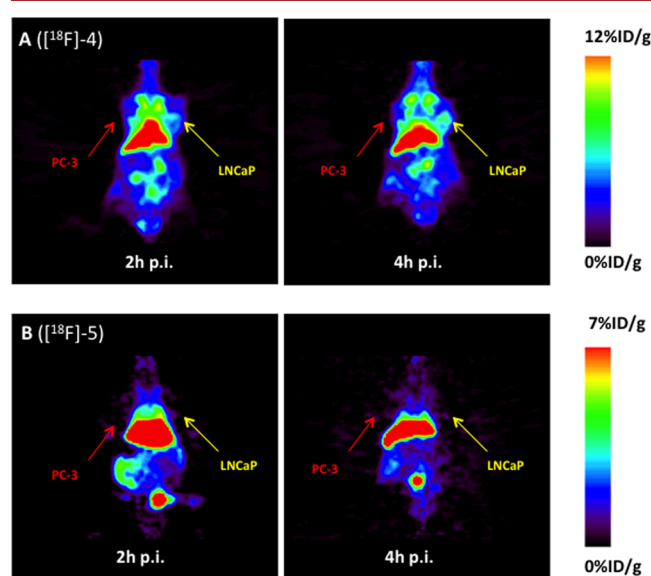 A ([¹⁸F]-4)
PC-3
LNCaP
2h p.i.
PC-3
LNCaP
4h p.i.
12%ID/g
0%ID/g
B ([¹⁸F]-5)
PC-3
LNCaP
2h p.i.
PC-3
LNCaP
4h p.i.
7%ID/g
0%ID/g